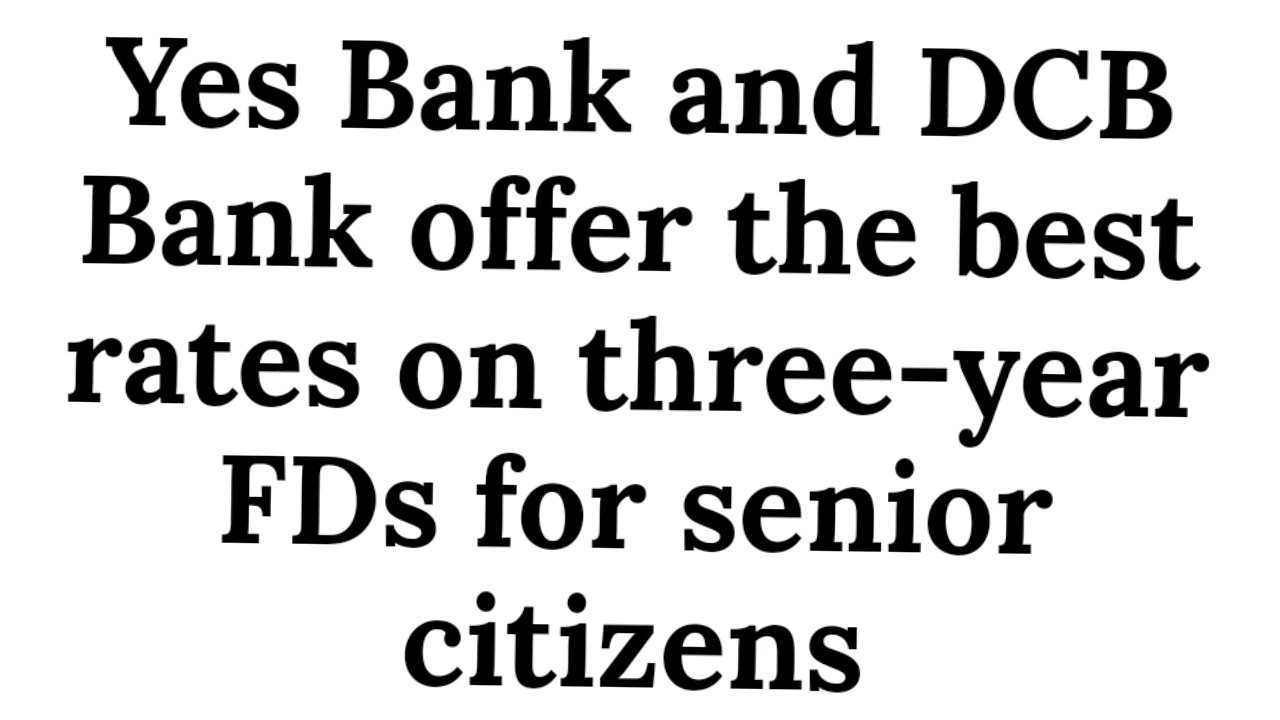 Yes Bank and DCB
Bank offer the best
rates on three-year
FDs for senior
citizens